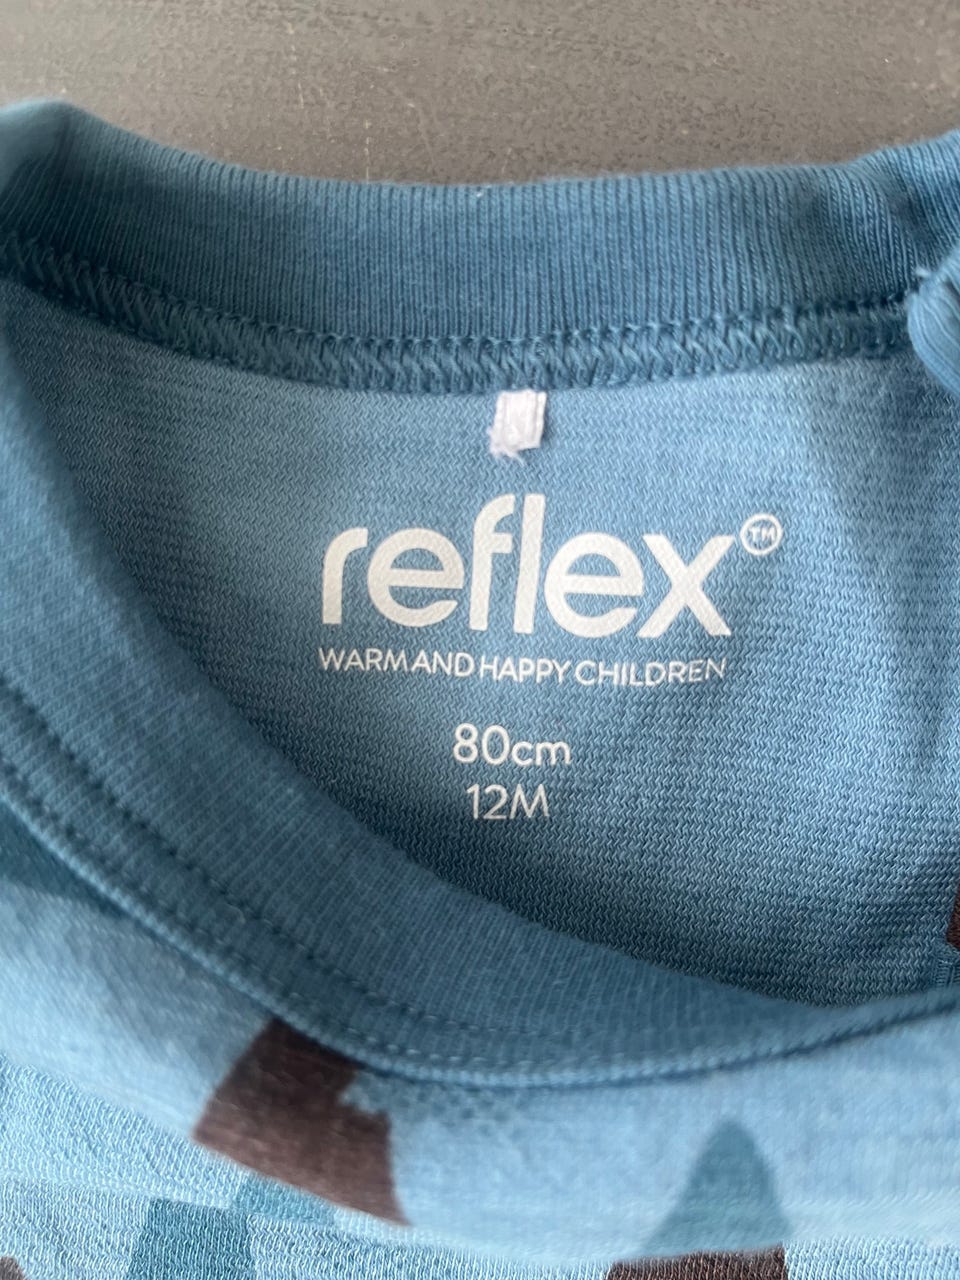 reflex™
WARM AND HAPPY CHILDREN
80cm
12M